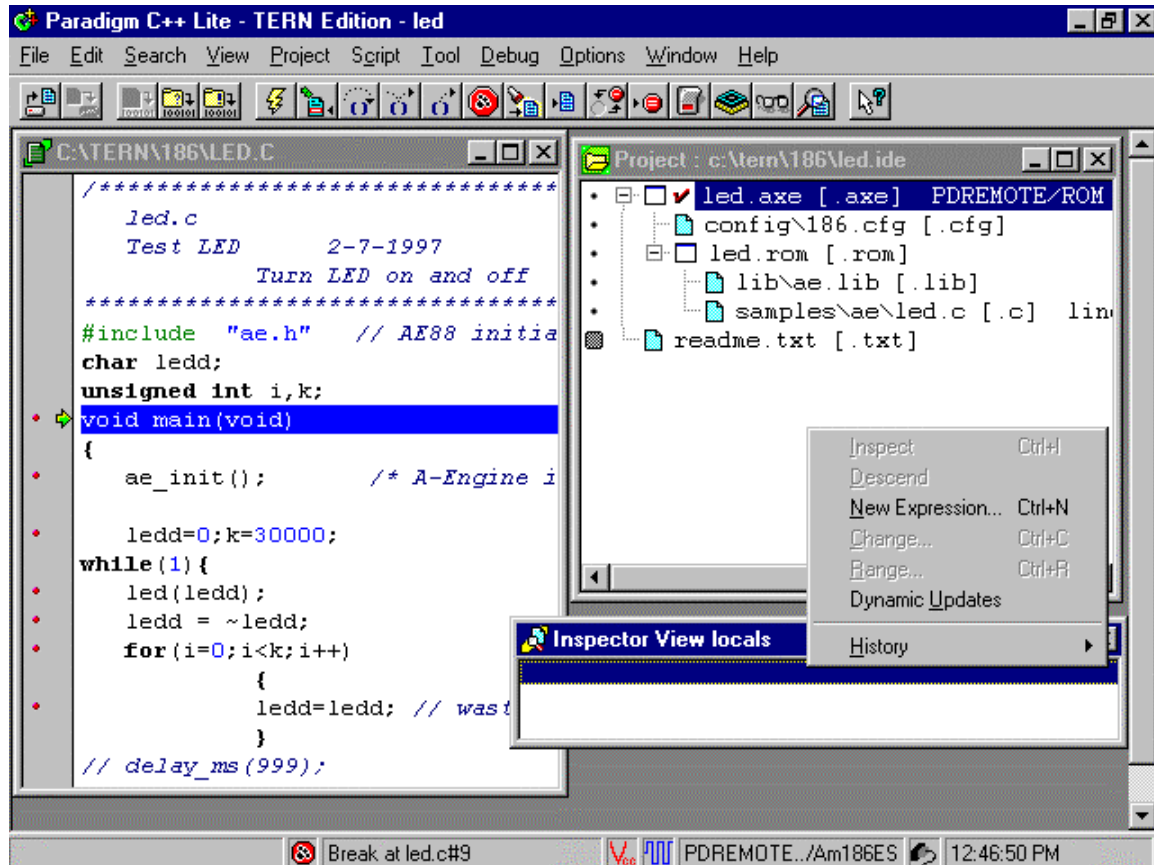 Paradigm C++ Lite - TERN Edition - led
File Edit Search View Project Script Tool Debug Options Window Help
C:\TERN\186\LED.C
/*********************************
led.c
Test LED 2-7-1997
Turn LED on and off
*********************************
#include "ae.h" // AE88 initia
char ledd;
unsigned int i,k;
void main(void)
{
ae_init(); /* A-Engine i
ledd=0;k=30000;
while(1){
led(ledd);
ledd = ~ledd;
for(i=0;i<k;i++)
{
ledd=ledd; // wast
}
// delay_ms(999);
Project : c:\tern\186\led.ide
led.axe [.axe] PDREMOTE/ROM
config\186.cfg [.cfg]
led.rom [.rom]
lib\ae.lib [.lib]
samples\ae\led.c [.c] lin
readme.txt [.txt]
Inspect Ctrl+I
Descend
New Expression... Ctrl+N
Change... Ctrl+C
Range... Ctrl+R
Dynamic Updates
History
Inspector View locals
Break at led.c#9
Vcc
PDREMOTE../Am186ES
12:46:50 PM